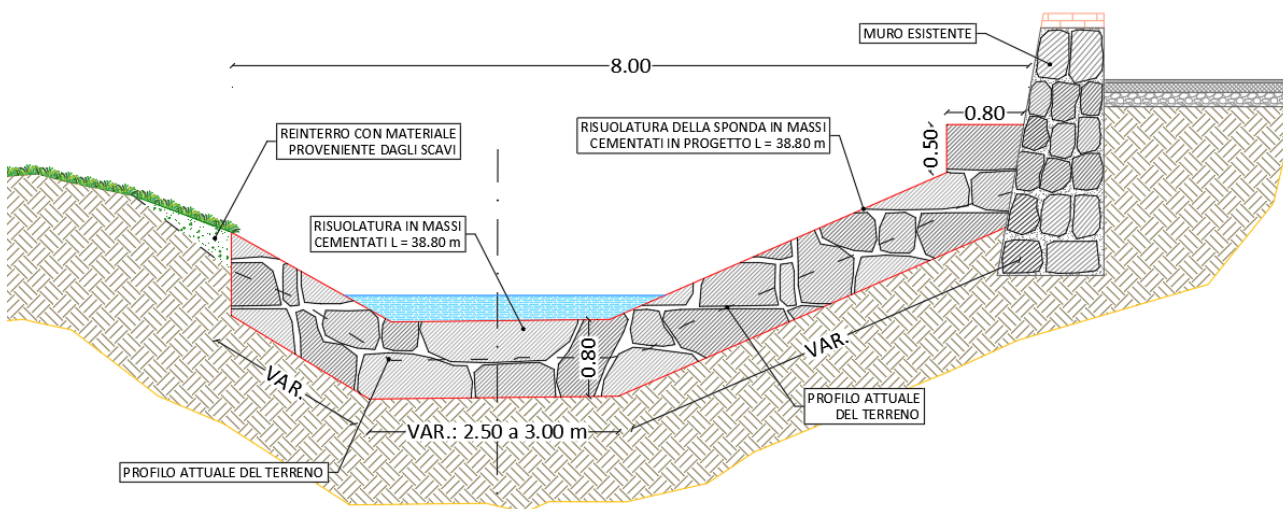 MURO ESISTENTE
8.00
0.80
REINTERRO CON MATERIALE
PROVENIENTE DAGLI SCAVI
RISUOLATURA DELLA SPONDA IN MASSI
CEMENTATI IN PROGETTO L = 38.80 m
0.50
RISUOLATURA IN MASSI
CEMENTATI L = 38.80 m
0.80
VAR.
VAR.
PROFILO ATTUALE
DEL TERRENO
VAR.: 2.50 a 3.00 m
PROFILO ATTUALE DEL TERRENO